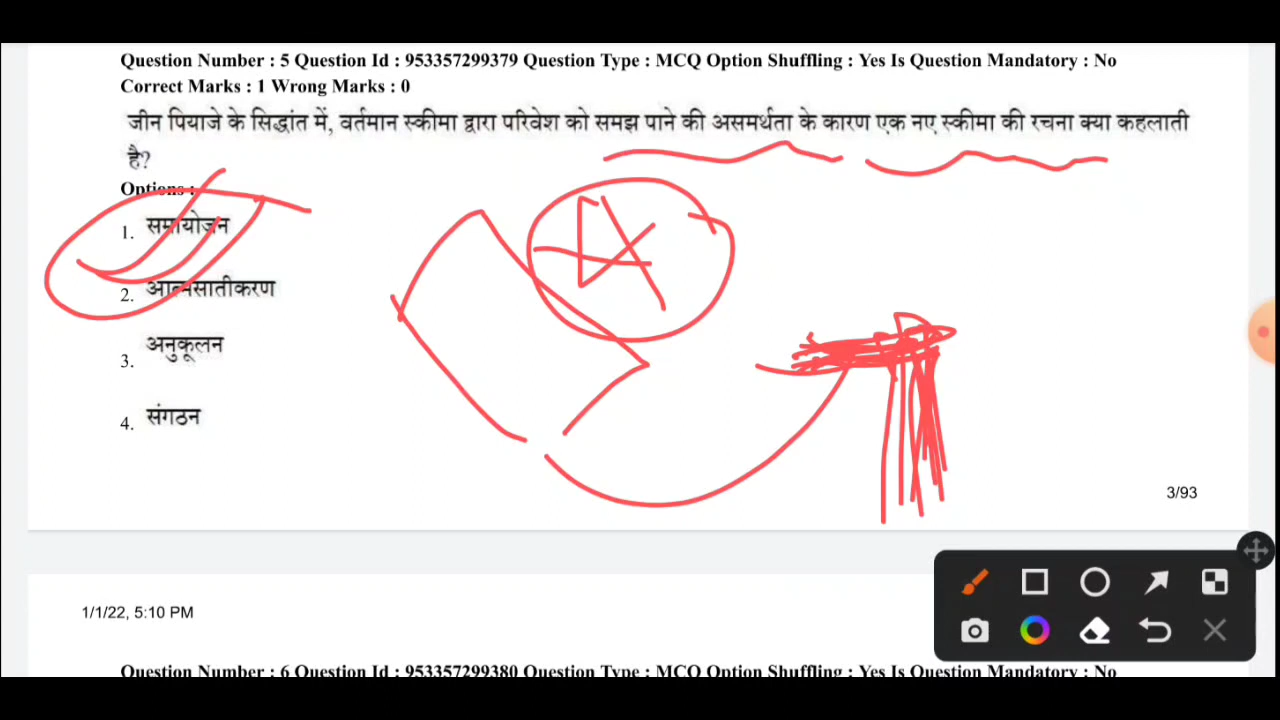 Question Number : 5 Question Id : 953357299379 Question Type : MCQ Option Shuffling : Yes Is Question Mandatory : No
Correct Marks : 1 Wrong Marks : 0
जीन पियाजे के सिद्धांत में, वर्तमान स्कीमा द्वारा परिवेश को समझ पाने की असमर्थता के कारण एक नए स्कीमा की रचना क्या कहलाती
है?
Options :
1. समायोजन
2. आत्मसातीकरण
3. अनुकूलन
4. संगठन
3/93
1/1/22, 5:10 PM
Question Number : 6 Question Id : 953357299380 Question Type : MCQ Option Shuffling : Yes Is Question Mandatory : No